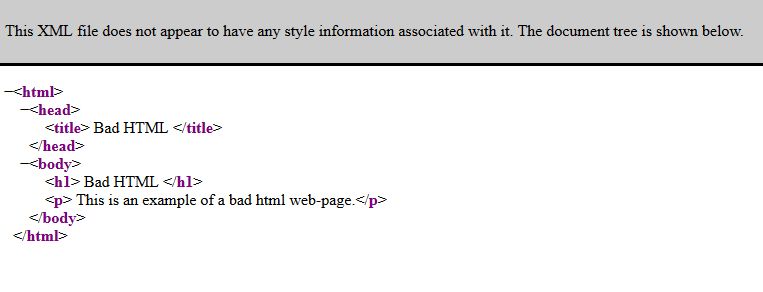 This XML file does not appear to have any style information associated with it. The document tree is shown below.
−<html>
−<head>
<title> Bad HTML </title>
</head>
−<body>
<h1> Bad HTML </h1>
<p> This is an example of a bad html web-page.</p>
</body>
</html>